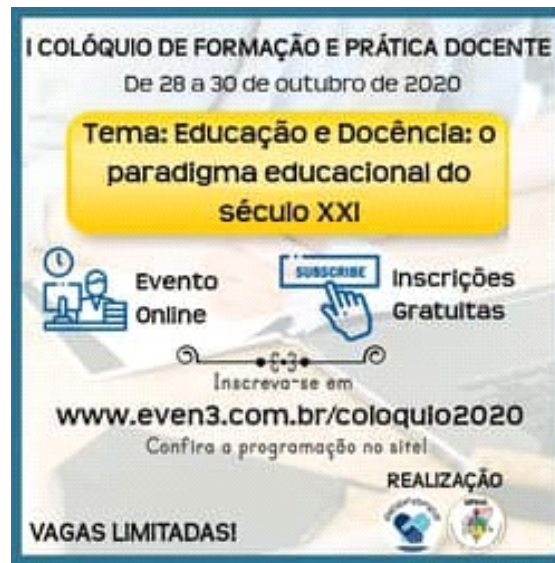 I COLÓQUIO DE FORMAÇÃO E PRÁTICA DOCENTE
De 28 a 30 de outubro de 2020
Tema: Educação e Docência: o
paradigma educacional do
século XXI
Evento
Online
SUBSCRIBE
Inscrições
Gratuitas
Inscreva-se em
www.even3.com.br/coloquio2020
Confira a programação no site!
REALIZAÇÃO
VAGAS LIMITADAS!